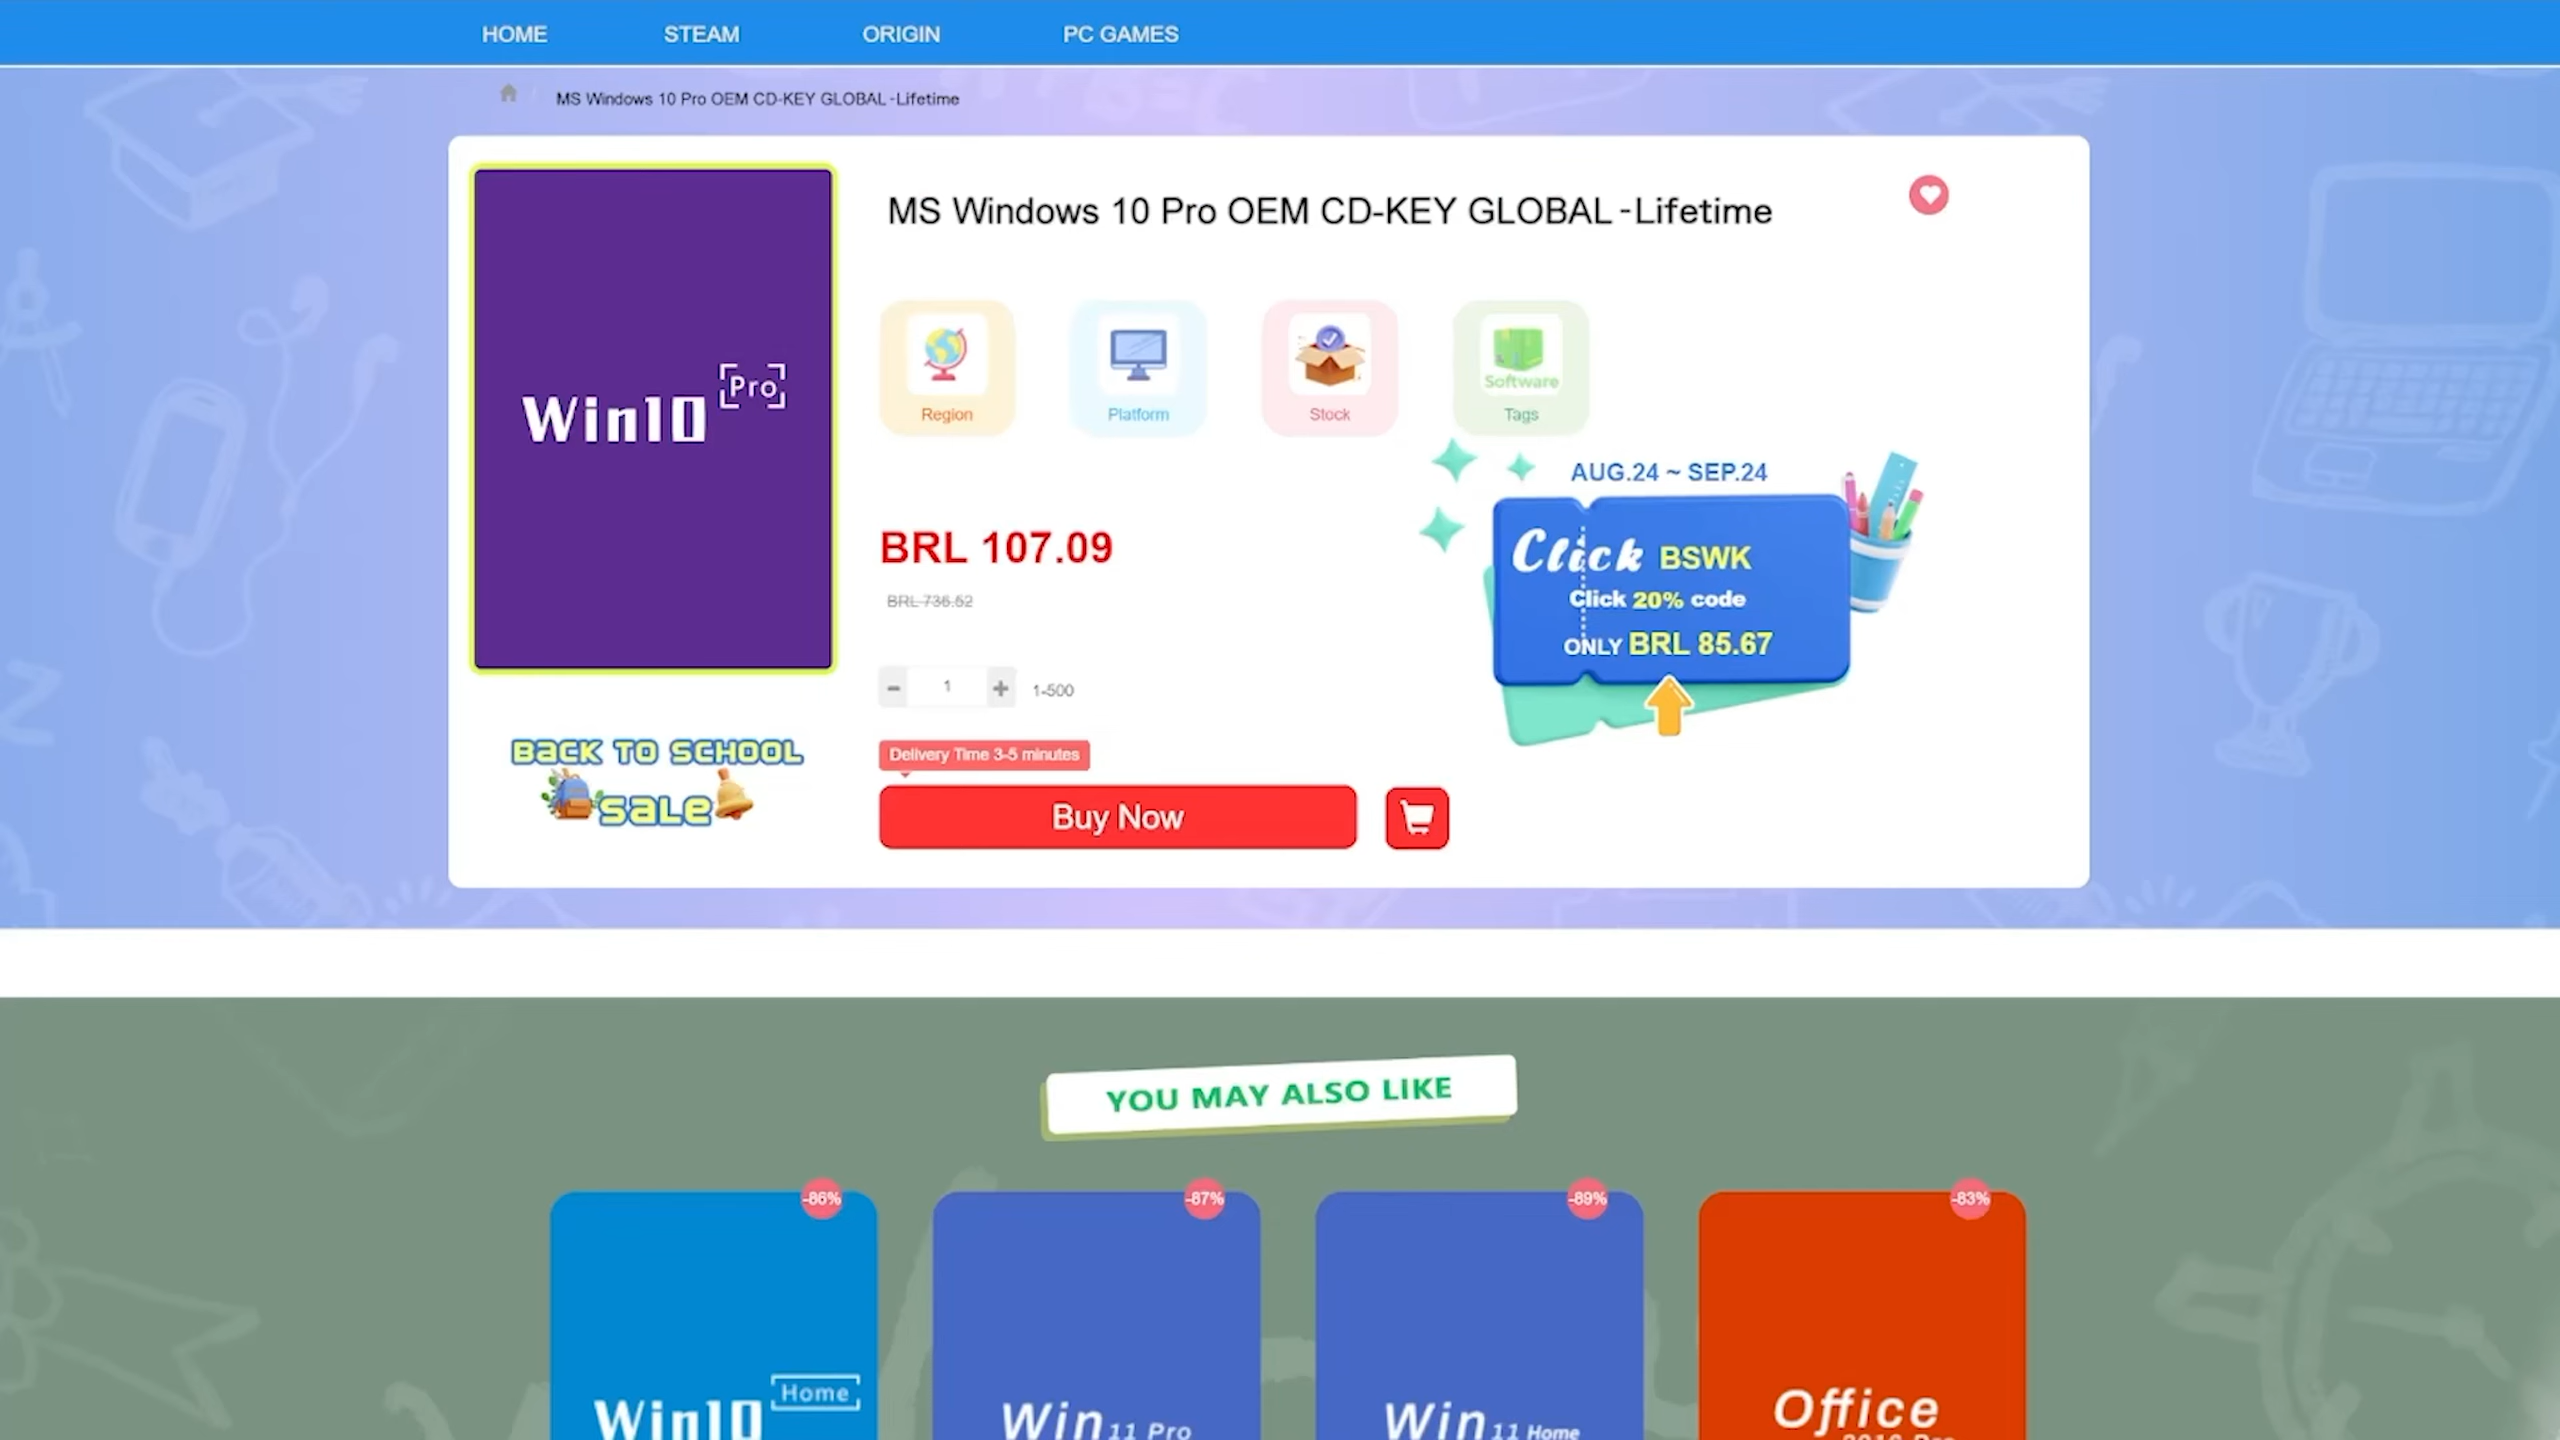 HOME STEAM ORIGIN PC GAMES
MS Windows 10 Pro OEM CD-KEY GLOBAL -Lifetime
Win10 Pro
MS Windows 10 Pro OEM CD-KEY GLOBAL -Lifetime
Region
Platform
Stock
Software
Tags
AUG.24 ~ SEP.24
Click BSWK
Click 20% code
ONLY BRL 85.67
BRL 107.09
BRL 736.52
- 1 + 1-500
BACK TO SCHOOL
SALE
Delivery Time 3-5 minutes
Buy Now
YOU MAY ALSO LIKE
-86%
-87%
-89%
-83%
Win10 Home
Win 11 Pro
Win 11 Home
Office
2016 Pro